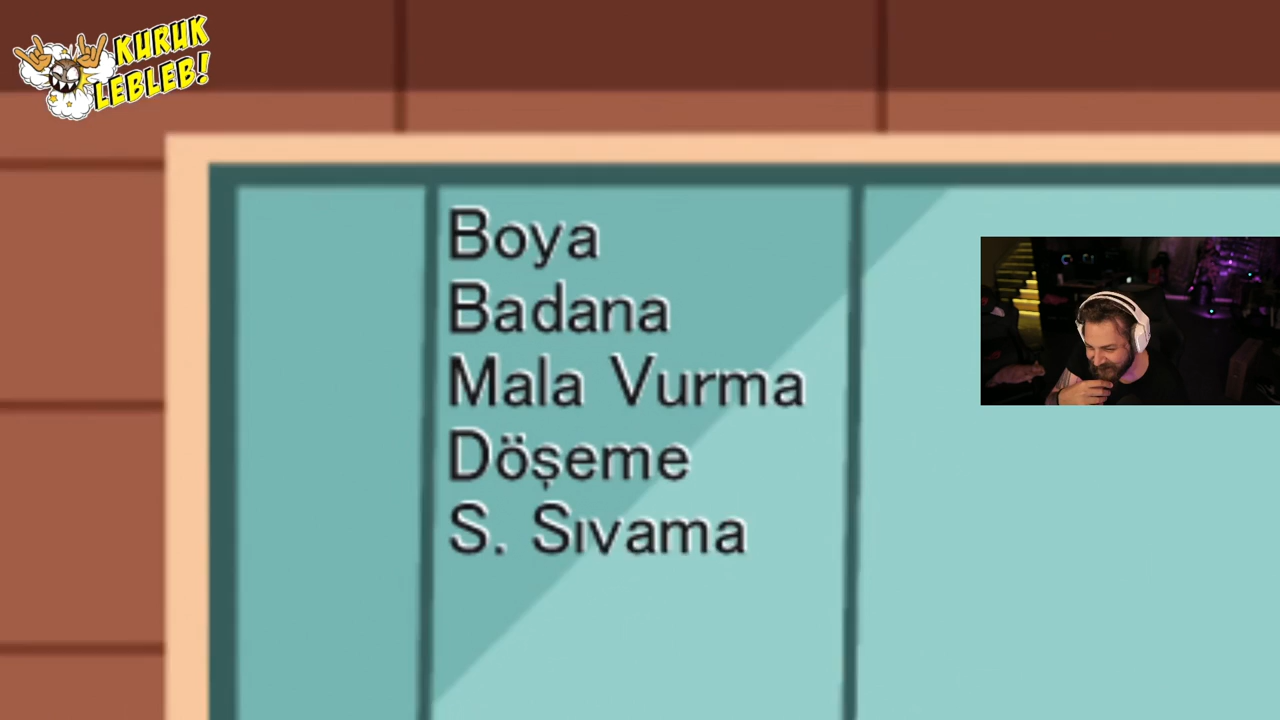 KURUK
LEBLEB!
Boya
Badana
Mala Vurma
Döşeme
S. Sıvama